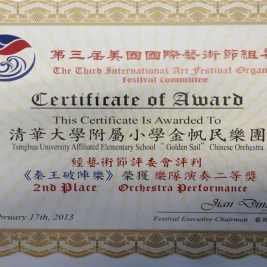 第三届美國國際藝術節組
The Third International Art Festival Organ
Festival Committee
Certificate of Award
This Certificate Is Awarded To
清華大學附屬小學金帆民樂團
Tsinghua University Affiliated Elementary School "Golden Sail" Chinese Orchestra
經藝術節評委會評判
《秦王破陣樂》榮獲 樂隊演奏二等獎
2nd Place Orchestra Performance
bruary 17th, 2013
Jian Din
Festival Executive Chairman